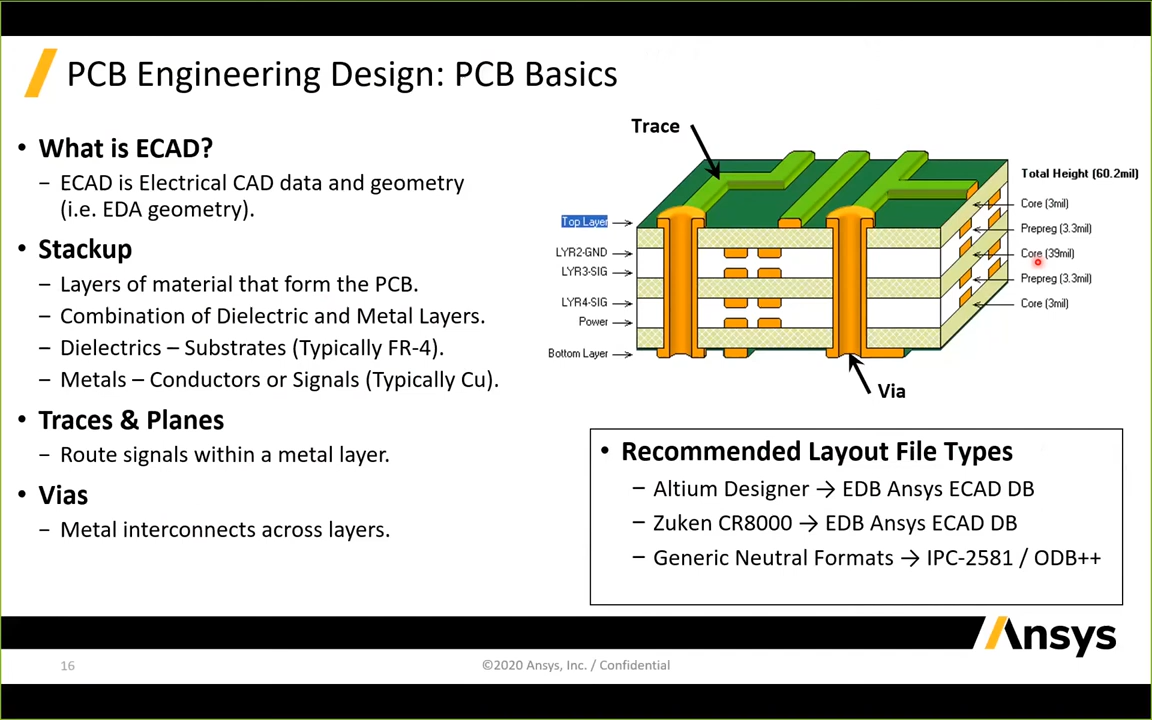 PCB Engineering Design: PCB Basics
• What is ECAD?
− ECAD is Electrical CAD data and geometry
(i.e. EDA geometry).
• Stackup
− Layers of material that form the PCB.
− Combination of Dielectric and Metal Layers.
− Dielectrics – Substrates (Typically FR-4).
− Metals – Conductors or Signals (Typically Cu).
• Traces & Planes
− Route signals within a metal layer.
• Vias
− Metal interconnects across layers.
Trace
Top Layer
LYR2-GND
LYR3-SIG
LYR4-SIG
Power
Bottom Layer
Total Height (60.2mil)
Core (3mil)
Prepreg (3.3mil)
Core (39mil)
Prepreg (3.3mil)
Core (3mil)
Via
• Recommended Layout File Types
− Altium Designer → EDB Ansys ECAD DB
− Zuken CR8000 → EDB Ansys ECAD DB
− Generic Neutral Formats → IPC-2581 / ODB++
Ansys
16
©2020 Ansys, Inc. / Confidential